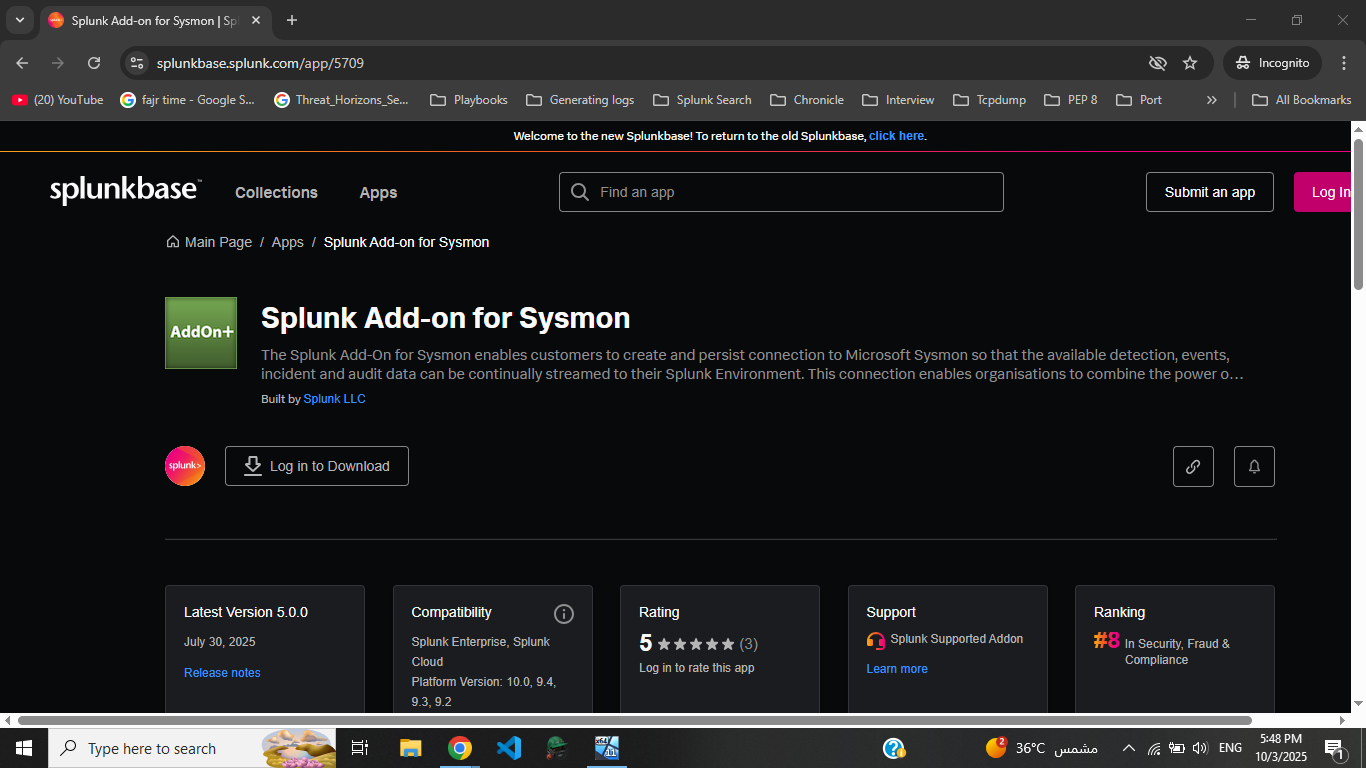 Splunk Add-on for Sysmon | Spl
splunkbase.splunk.com/app/5709
Incognito
(20) YouTube
fajr time - Google S...
Threat_Horizons_Se...
Playbooks
Generating logs
Splunk Search
Chronicle
Interview
Tcpdump
PEP 8
Port
»
All Bookmarks
Welcome to the new Splunkbase! To return to the old Splunkbase, click here.
splunkbase™
Collections
Apps
Find an app
Submit an app
Log In
Main Page / Apps / Splunk Add-on for Sysmon
AddOn+
Splunk Add-on for Sysmon
The Splunk Add-On for Sysmon enables customers to create and persist connection to Microsoft Sysmon so that the available detection, events,
incident and audit data can be continually streamed to their Splunk Environment. This connection enables organisations to combine the power o…
Built by Splunk LLC
splunk>
Log in to Download
Latest Version 5.0.0
July 30, 2025
Release notes
Compatibility
Splunk Enterprise, Splunk
Cloud
Platform Version: 10.0, 9.4,
9.3, 9.2
Rating
5 (3)
Log in to rate this app
Support
Splunk Supported Addon
Learn more
Ranking
#8 In Security, Fraud &
Compliance
Type here to search
2
36°C مشمس
ENG
5:48 PM
10/3/2025
1